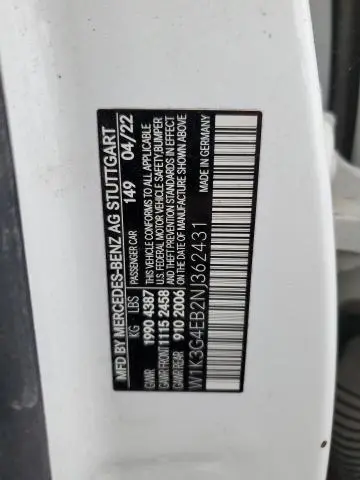 MFD BY MERCEDES-BENZ AG STUTTGART
PASSENGER CAR 149 04/22
KG LBS
GVWR 1990 4387
GAWR FRONT 1115 2458
GAWR REAR 910 2006
THIS VEHICLE CONFORMS TO ALL APPLICABLE
U.S. FEDERAL MOTOR VEHICLE SAFETY, BUMPER
AND THEFT PREVENTION STANDARDS IN EFFECT
ON THE DATE OF MANUFACTURE SHOWN ABOVE
MADE IN GERMANY
W1K3G4EB2NJ362431